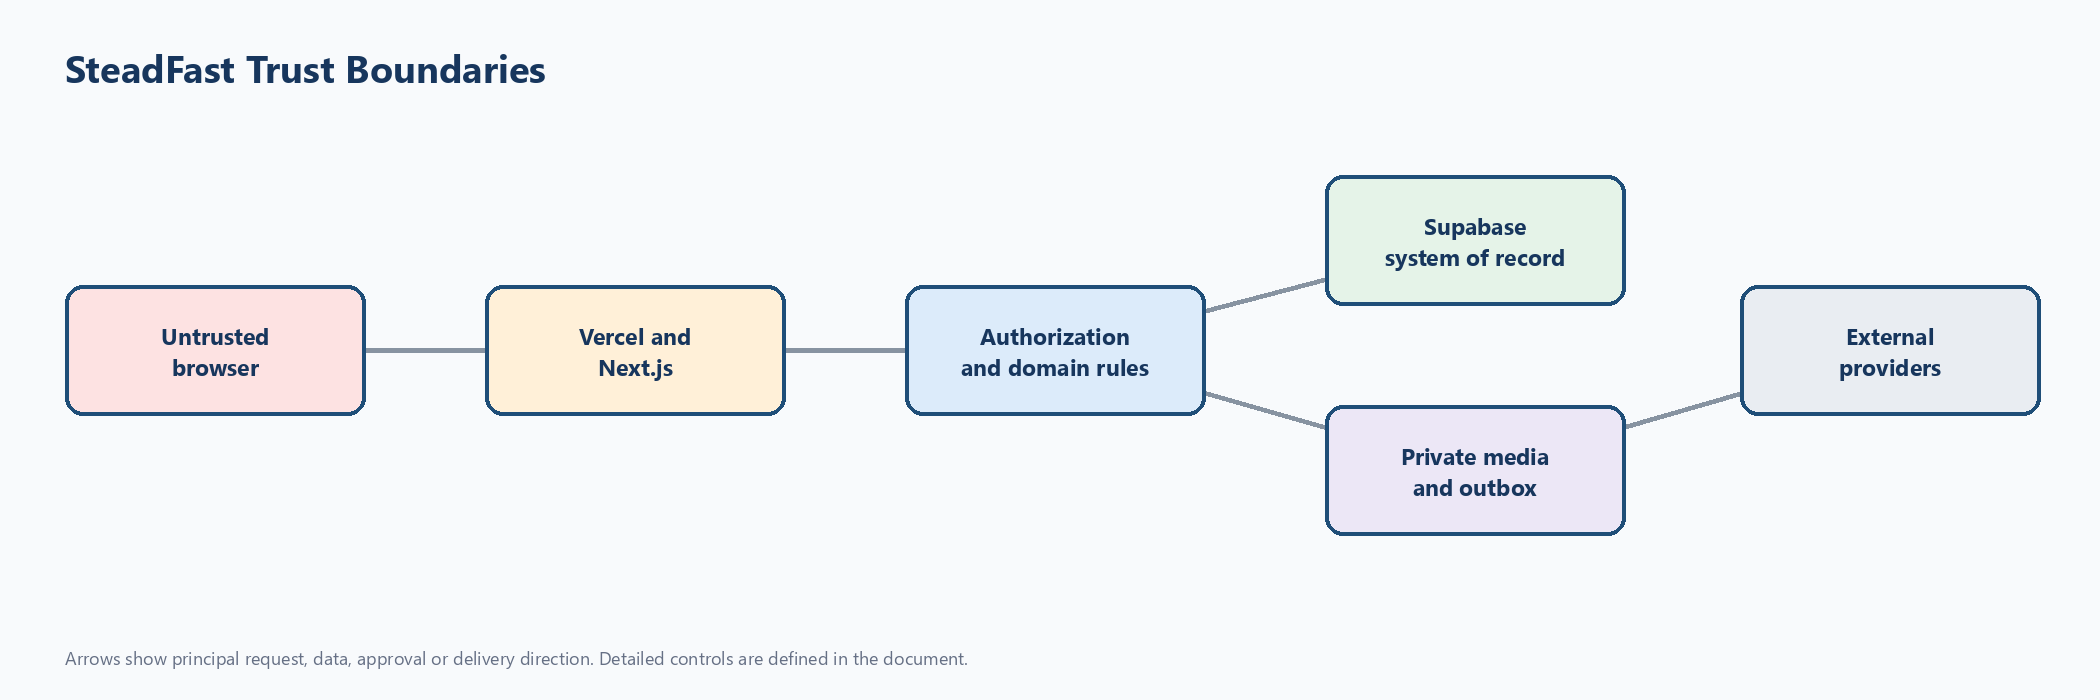 SteadFast Trust Boundaries
Untrusted
browser
Vercel and
Next.js
Authorization
and domain rules
Supabase
system of record
Private media
and outbox
External
providers
Arrows show principal request, data, approval or delivery direction. Detailed controls are defined in the document.